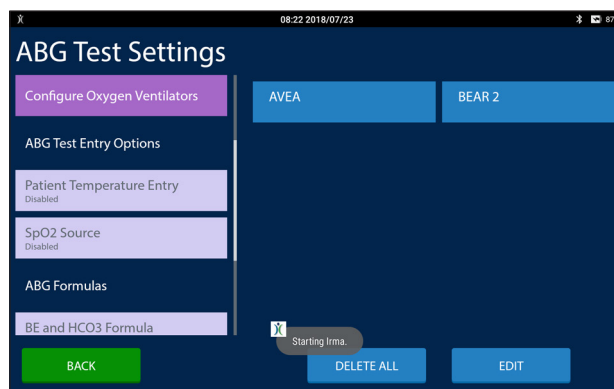 08:22 2018/07/23
87
ABG Test Settings
Configure Oxygen Ventilators
ABG Test Entry Options
Patient Temperature Entry
Disabled
SpO2 Source
Disabled
ABG Formulas
BE and HCO3 Formula
AVEA
BEAR 2
Starting Irma.
BACK
DELETE ALL
EDIT